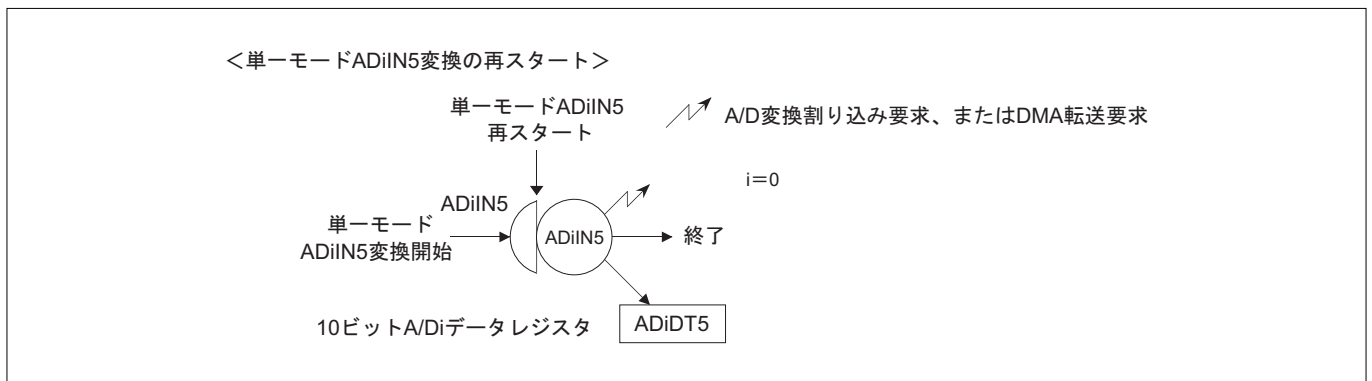 ＜単一モードADiIN5変換の再スタート＞
単一モードADiIN5
再スタート
A/D変換割り込み要求、またはDMA転送要求
i＝0
ADiIN5
単一モード
ADiIN5変換開始
ADiIN5
終了
10ビットA/Diデータレジスタ
ADiDT5